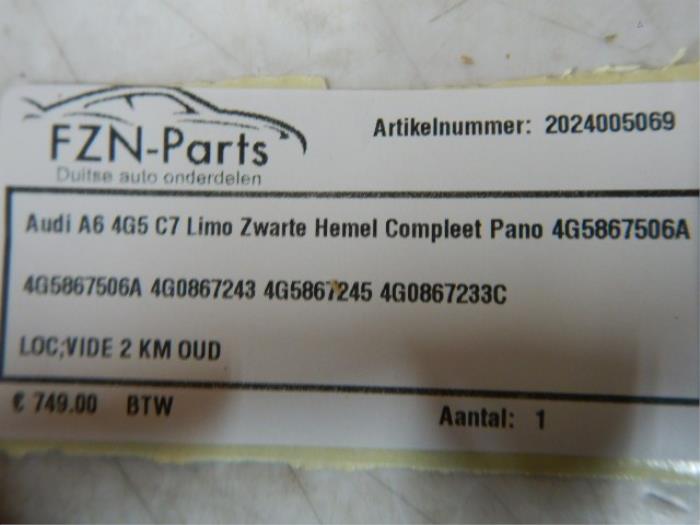 FZN-Parts
Duitse auto onderdelen
Artikelnummer: 2024005069
Audi A6 4G5 C7 Limo Zwarte Hemel Compleet Pano 4G5867506A
4G5867506A 4G0867243 4G5867245 4G0867233C
LOC;VIDE 2 KM OUD
€ 749.00 BTW
Aantal: 1